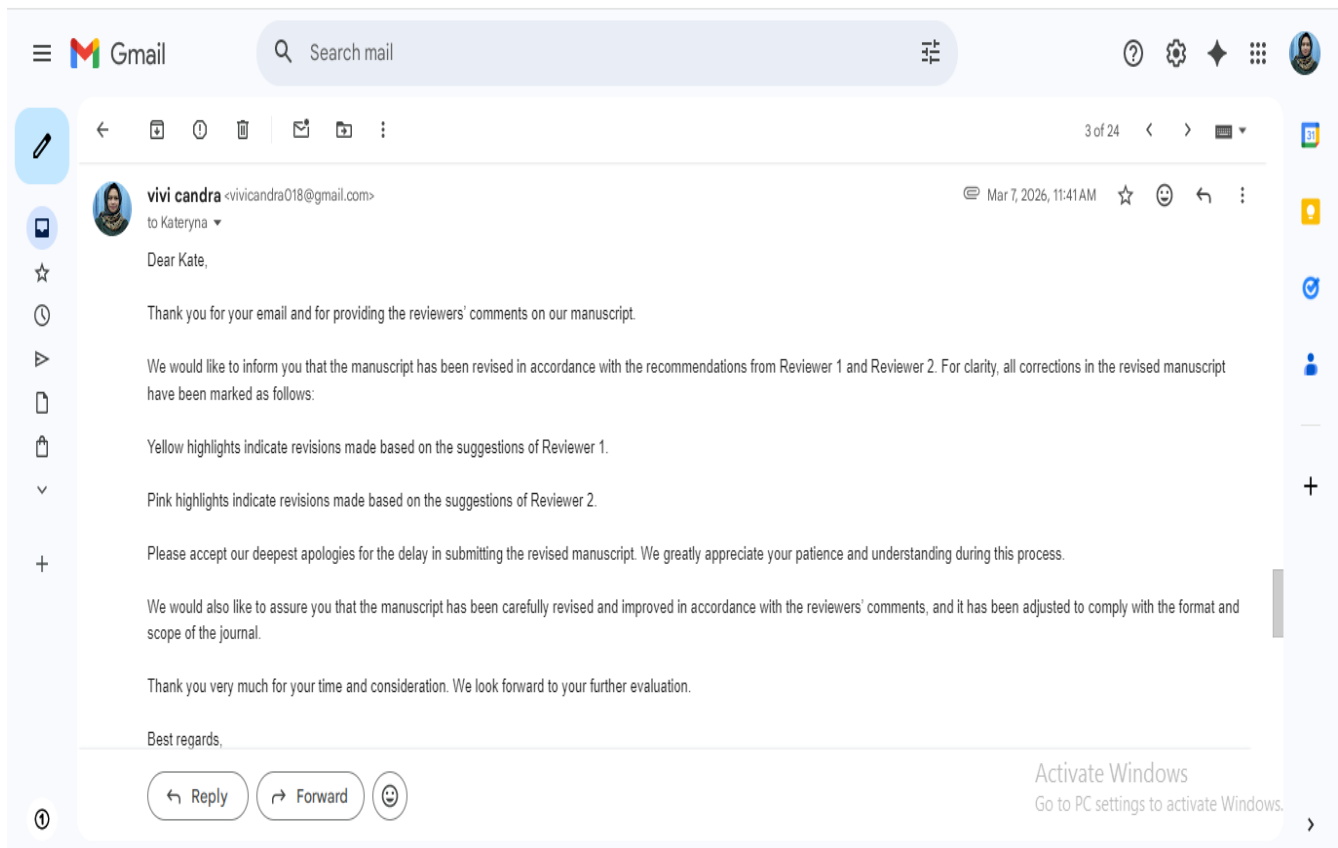 Gmail
Search mail
3 of 24
31
vivi candra <vivicandra018@gmail.com>
Mar 7, 2026, 11:41 AM
to Kateryna
Dear Kate,
Thank you for your email and for providing the reviewers’ comments on our manuscript.
We would like to inform you that the manuscript has been revised in accordance with the recommendations from Reviewer 1 and Reviewer 2. For clarity, all corrections in the revised manuscript
have been marked as follows:
Yellow highlights indicate revisions made based on the suggestions of Reviewer 1.
Pink highlights indicate revisions made based on the suggestions of Reviewer 2.
Please accept our deepest apologies for the delay in submitting the revised manuscript. We greatly appreciate your patience and understanding during this process.
We would also like to assure you that the manuscript has been carefully revised and improved in accordance with the reviewers’ comments, and it has been adjusted to comply with the format and
scope of the journal.
Thank you very much for your time and consideration. We look forward to your further evaluation.
Best regards,
Reply
Forward
Activate Windows
Go to PC settings to activate Windows.